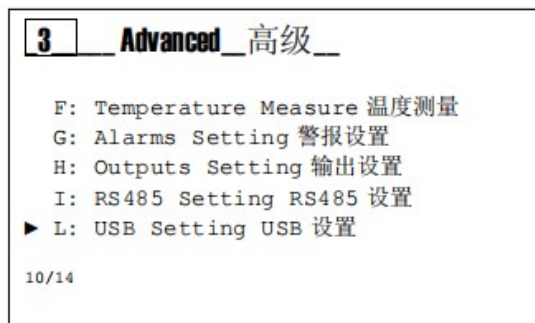 3 Advanced 高级
F: Temperature Measure 温度测量
G: Alarms Setting 警报设置
H: Outputs Setting 输出设置
I: RS485 Setting RS485 设置
▶ L: USB Setting USB 设置
10/14